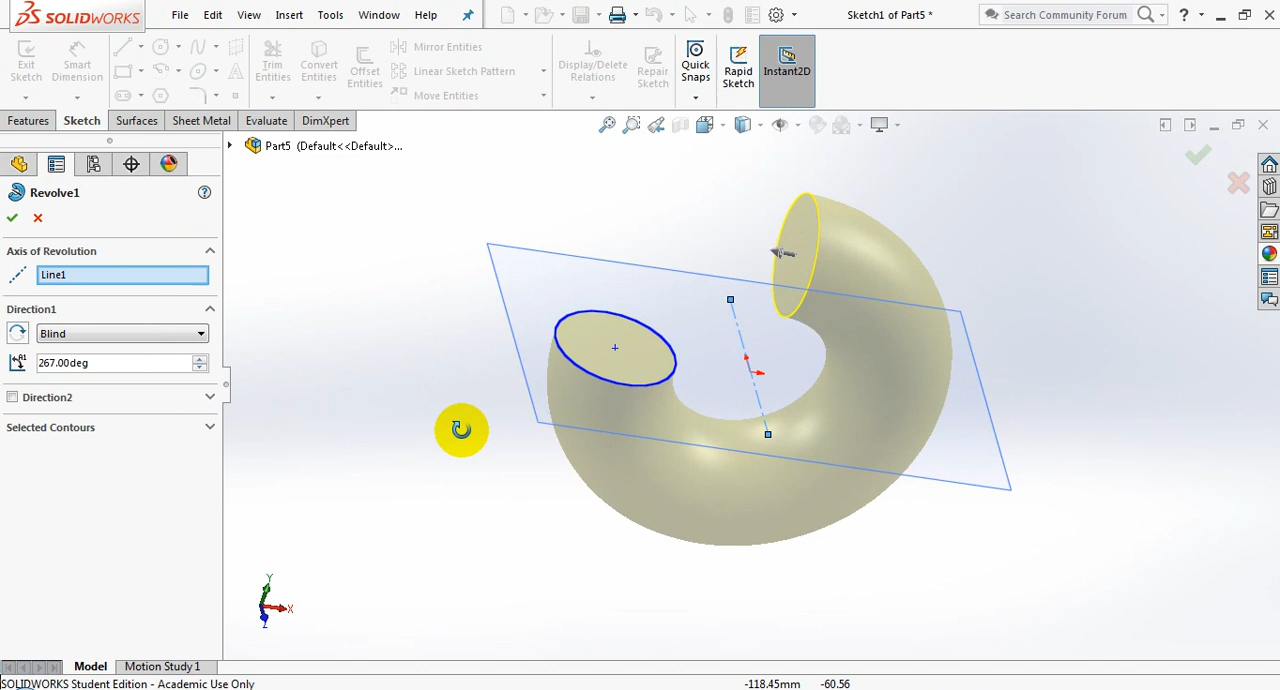 SOLIDWORKS File Edit View Insert Tools Window Help Sketch1 of Part5 * Search Community Forum ?
Exit Sketch
Smart Dimension
Trim Entities
Convert Entities
Offset Entities
Mirror Entities
Linear Sketch Pattern
Move Entities
Display/Delete Relations
Repair Sketch
Quick Snaps
Rapid Sketch
Instant2D
Features Sketch Surfaces Sheet Metal Evaluate DimXpert
Part5 (Default<<Default>...
Revolve1
Axis of Revolution
Line1
Direction1
Blind
267.00deg
Direction2
Selected Contours
Y
X
Z
Model Motion Study 1
SOLIDWORKS Student Edition - Academic Use Only -118.45mm -60.56